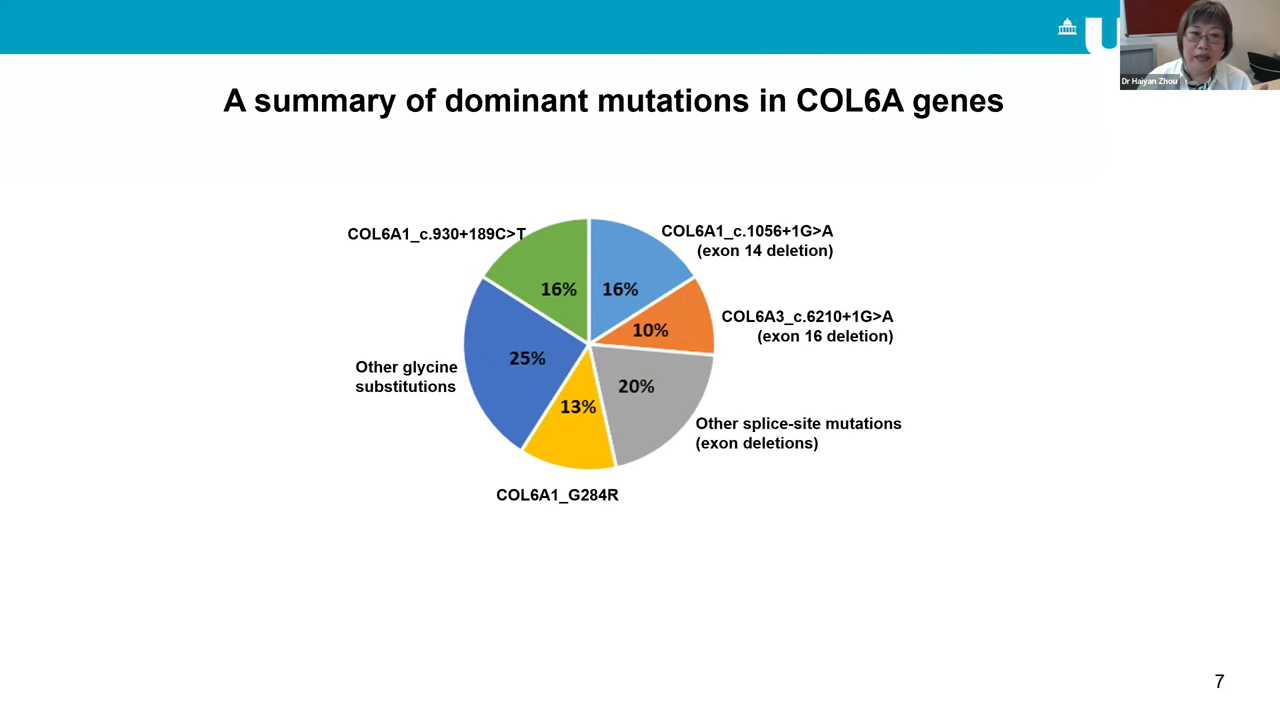 U
Dr Haiyan Zhou
A summary of dominant mutations in COL6A genes
COL6A1_c.930+189C>T
COL6A1_c.1056+1G>A
(exon 14 deletion)
16%
16%
COL6A3_c.6210+1G>A
(exon 16 deletion)
10%
Other glycine
substitutions
25%
20%
13%
Other splice-site mutations
(exon deletions)
COL6A1_G284R
7